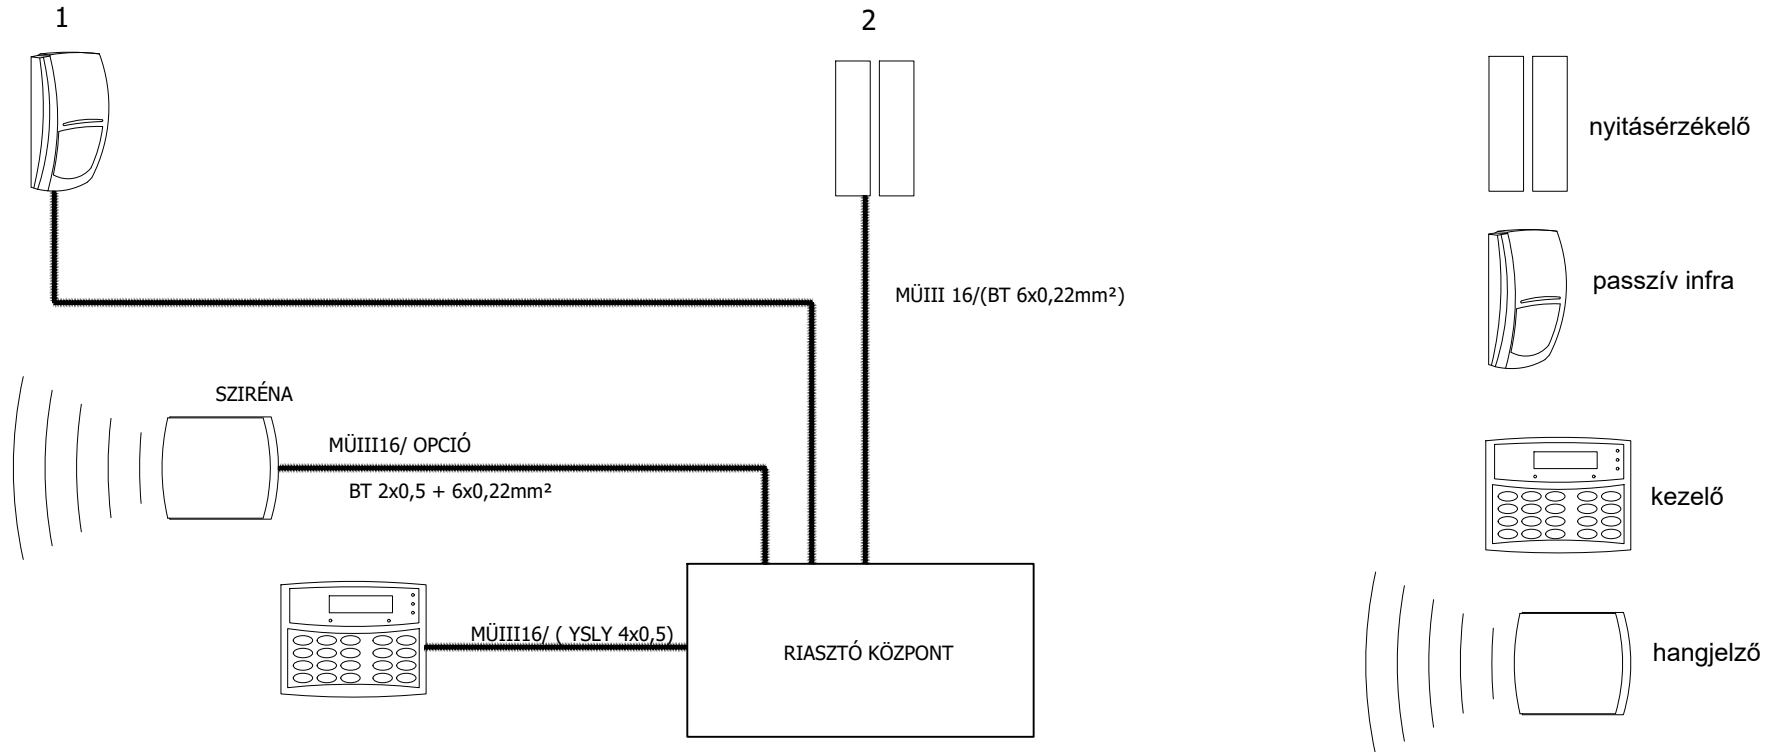 1
2
nyitásérzékelő
passzív infra
MÜIII 16/(BT 6x0,22mm²)
SZIRÉNA
MÜIII16/ OPCIÓ
BT 2x0,5 + 6x0,22mm²
kezelő
MÜIII16/ ( YSLY 4x0,5)
RIASZTÓ KÖZPONT
hangjelző